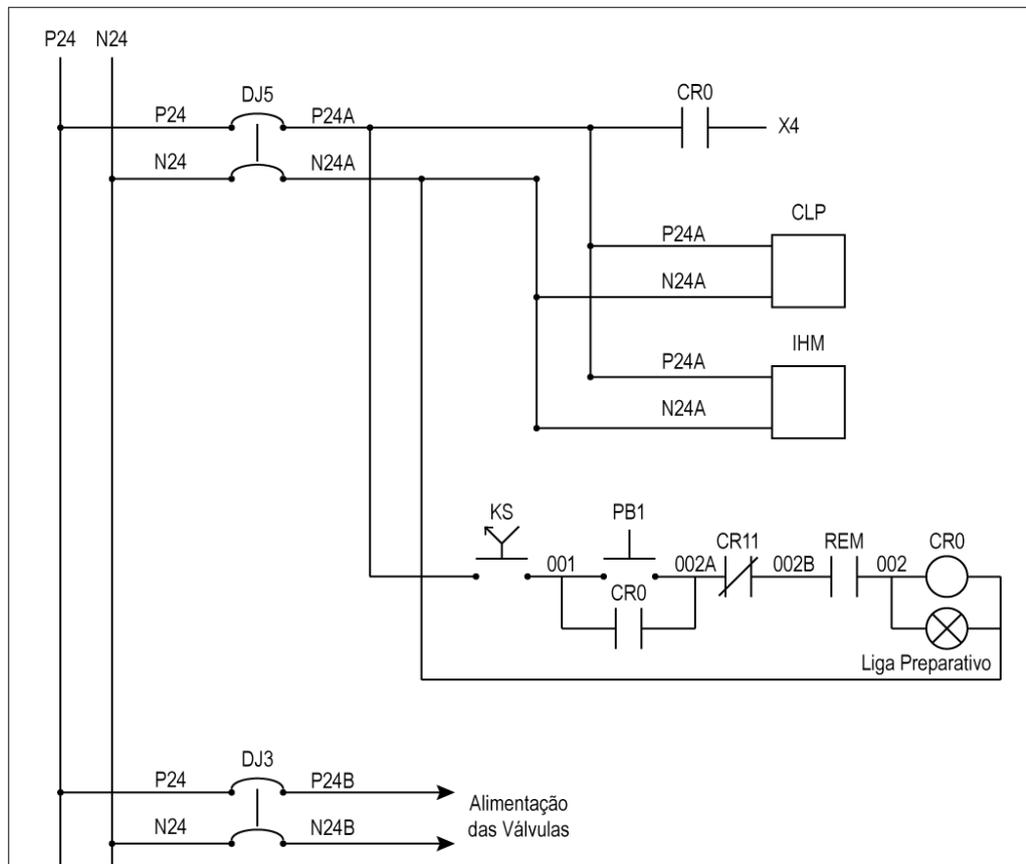 P24 N24
DJ5
P24 P24A
CR0
X4
N24 N24A
CLP
P24A
N24A
IHM
P24A
N24A
KS PB1
CR11 REM CR0
001 002A 002B 002
CR0
Liga Preparativo
DJ3
P24 P24B
Alimentação
das Válvulas
N24 N24B